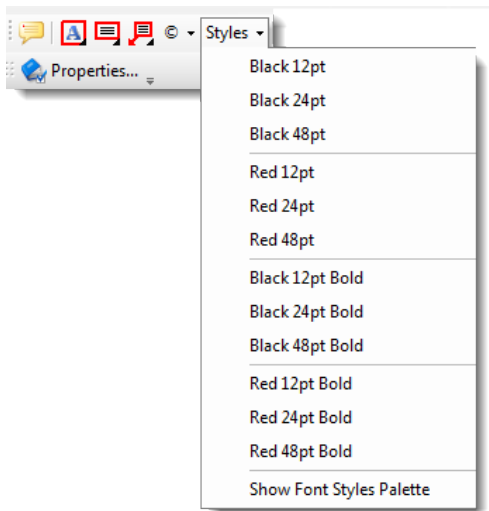 A © Styles
Properties...
Black 12pt
Black 24pt
Black 48pt
Red 12pt
Red 24pt
Red 48pt
Black 12pt Bold
Black 24pt Bold
Black 48pt Bold
Red 12pt Bold
Red 24pt Bold
Red 48pt Bold
Show Font Styles Palette